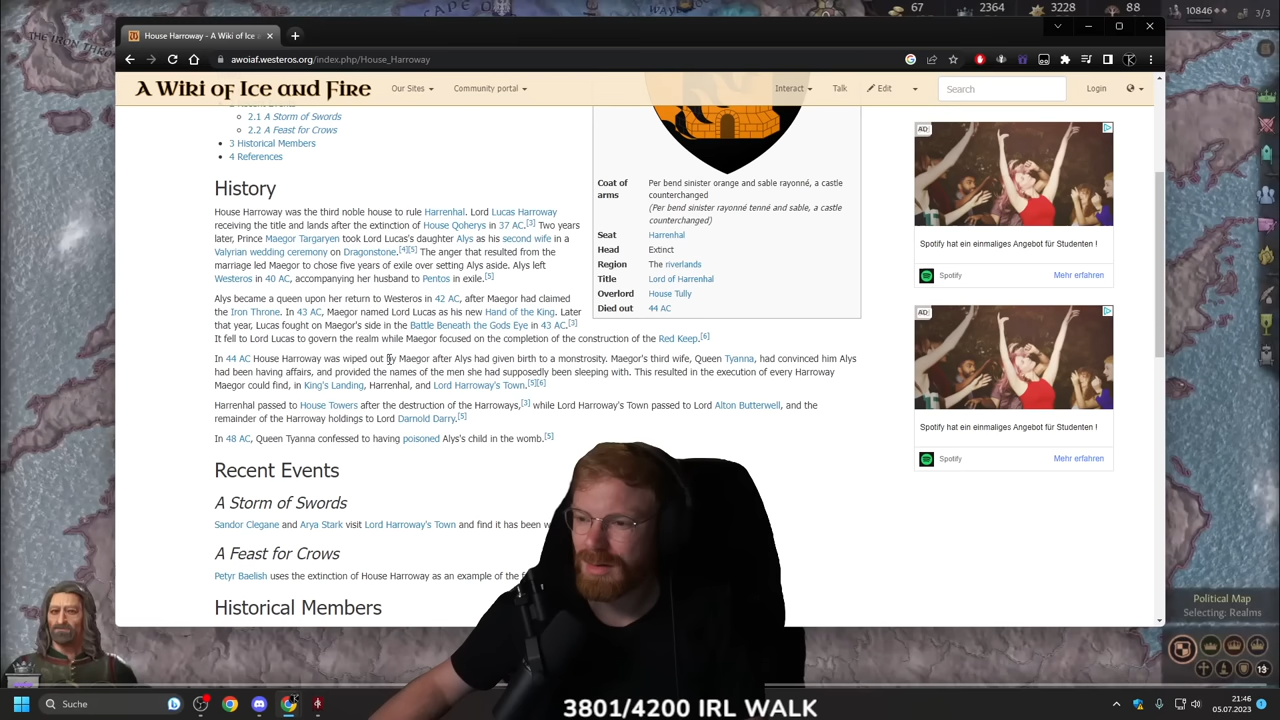 THE IRON THR
CAPE O
67 2364 3228 88 10846 3/3
House Harroway - A Wiki of Ice
awoiaf.westeros.org/index.php/House_Harroway
A Wiki of Ice and Fire
Our Sites
Community portal
Interact
Talk
Edit
Search
Login
2.1 A Storm of Swords
2.2 A Feast for Crows
3 Historical Members
4 References
History
House Harroway was the third noble house to rule Harrenhal. Lord Lucas Harroway
receiving the title and lands after the extinction of House Qoherys in 37 AC.[3] Two years
later, Prince Maegor Targaryen took Lord Lucas's daughter Alys as his second wife in a
Valyrian wedding ceremony on Dragonstone.[4][5] The anger that resulted from the
marriage led Maegor to chose five years of exile over setting Alys aside. Alys left
Westeros in 40 AC, accompanying her husband to Pentos in exile.[5]
Alys became a queen upon her return to Westeros in 42 AC, after Maegor had claimed
the Iron Throne. In 43 AC, Maegor named Lord Lucas as his new Hand of the King. Later
that year, Lucas fought on Maegor's side in the Battle Beneath the Gods Eye in 43 AC.[3]
It fell to Lord Lucas to govern the realm while Maegor focused on the completion of the construction of the Red Keep.[6]
In 44 AC House Harroway was wiped out by Maegor after Alys had given birth to a monstrosity. Maegor's third wife, Queen Tyanna, had convinced him Alys
had been having affairs, and provided the names of the men she had supposedly been sleeping with. This resulted in the execution of every Harroway
Maegor could find, in King's Landing, Harrenhal, and Lord Harroway's Town.[5][6]
Harrenhal passed to House Towers after the destruction of the Harroways,[3] while Lord Harroway's Town passed to Lord Alton Butterwell, and the
remainder of the Harroway holdings to Lord Darnold Darry.[5]
In 48 AC, Queen Tyanna confessed to having poisoned Alys's child in the womb.[5]
Recent Events
A Storm of Swords
Sandor Clegane and Arya Stark visit Lord Harroway's Town and find it has been
A Feast for Crows
Petyr Baelish uses the extinction of House Harroway as an example of the
Historical Members
Coat of arms
Per bend sinister orange and sable rayonné, a castle
counterchanged
(Per bend sinister rayonné tenné and sable, a castle
counterchanged)
Seat Harrenhal
Head Extinct
Region The riverlands
Title Lord of Harrenhal
Overlord House Tully
Died out 44 AC
AD
Spotify hat ein einmaliges Angebot für Studenten !
Spotify
Mehr erfahren
AD
Spotify hat ein einmaliges Angebot für Studenten !
Spotify
Mehr erfahren
Political Map
Selecting: Realms
13
Suche
3801/4200 IRL WALK
21:46
05.07.2023